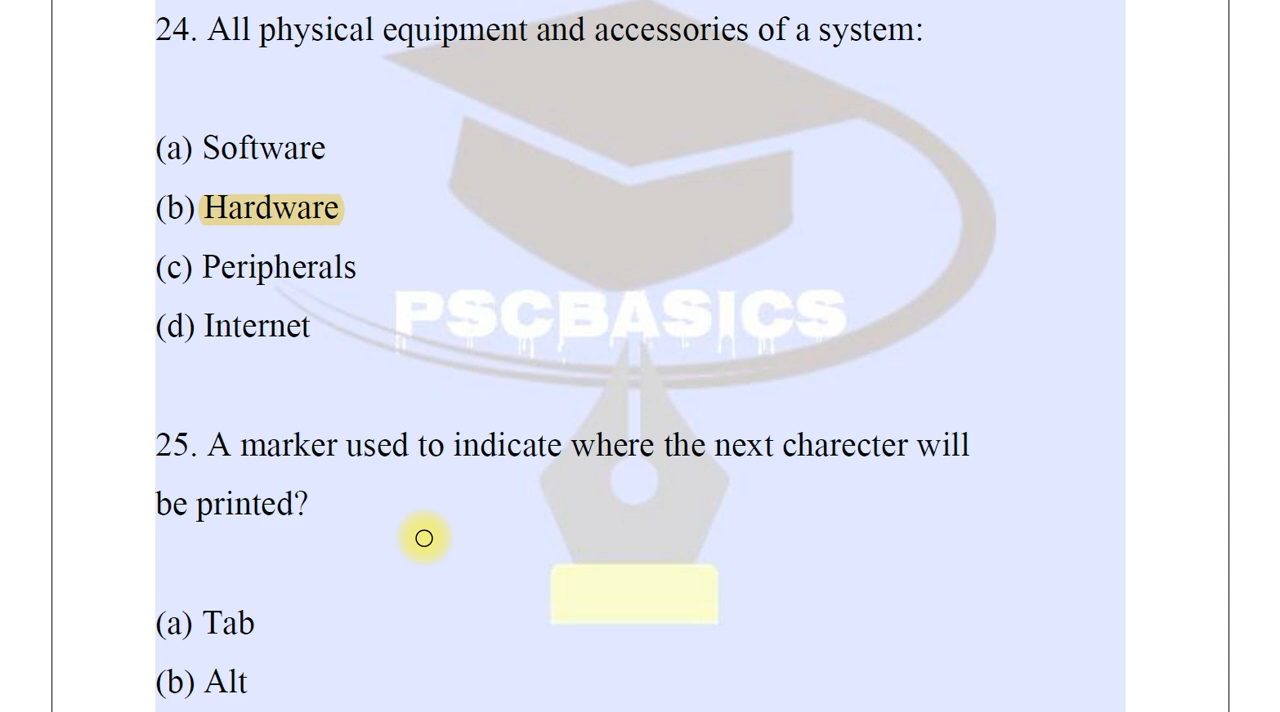 24. All physical equipment and accessories of a system:
(a) Software
(b) Hardware
(c) Peripherals
PSCBASICS
(d) Internet
25. A marker used to indicate where the next charecter will
be printed?
(a) Tab
(b) Alt